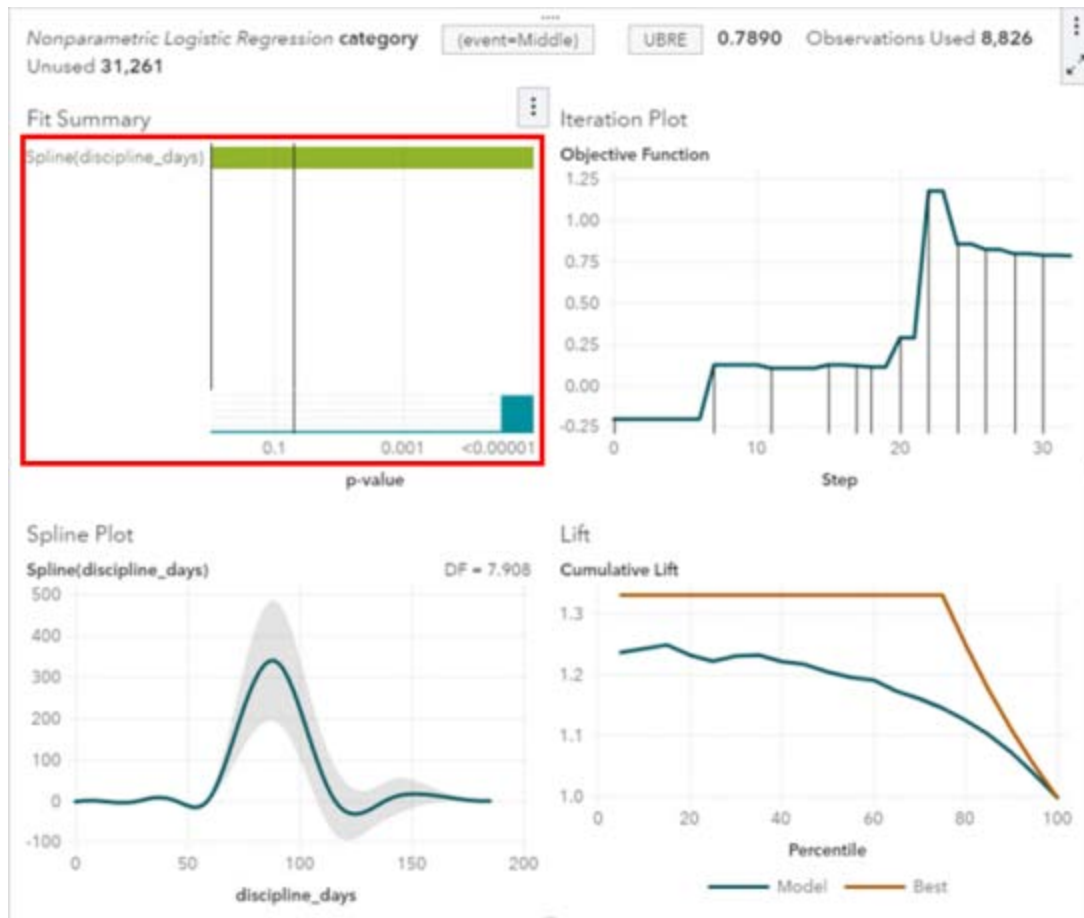 Nonparametric Logistic Regression category (event=Middle) UBRE 0.7890 Observations Used 8,826
Unused 31,261
Fit Summary
Spline(discipline_days)
0.1 0.001 <0.00001
p-value
Iteration Plot
Objective Function
1.25
1.00
0.75
0.50
0.25
0.00
-0.25
0 10 20 30
Step
Spline Plot
Spline(discipline_days) DF = 7.908
500
400
300
200
100
0
-100
0 50 100 150 200
discipline_days
Lift
Cumulative Lift
1.3
1.2
1.1
1.0
0 20 40 60 80 100
Percentile
Model Best